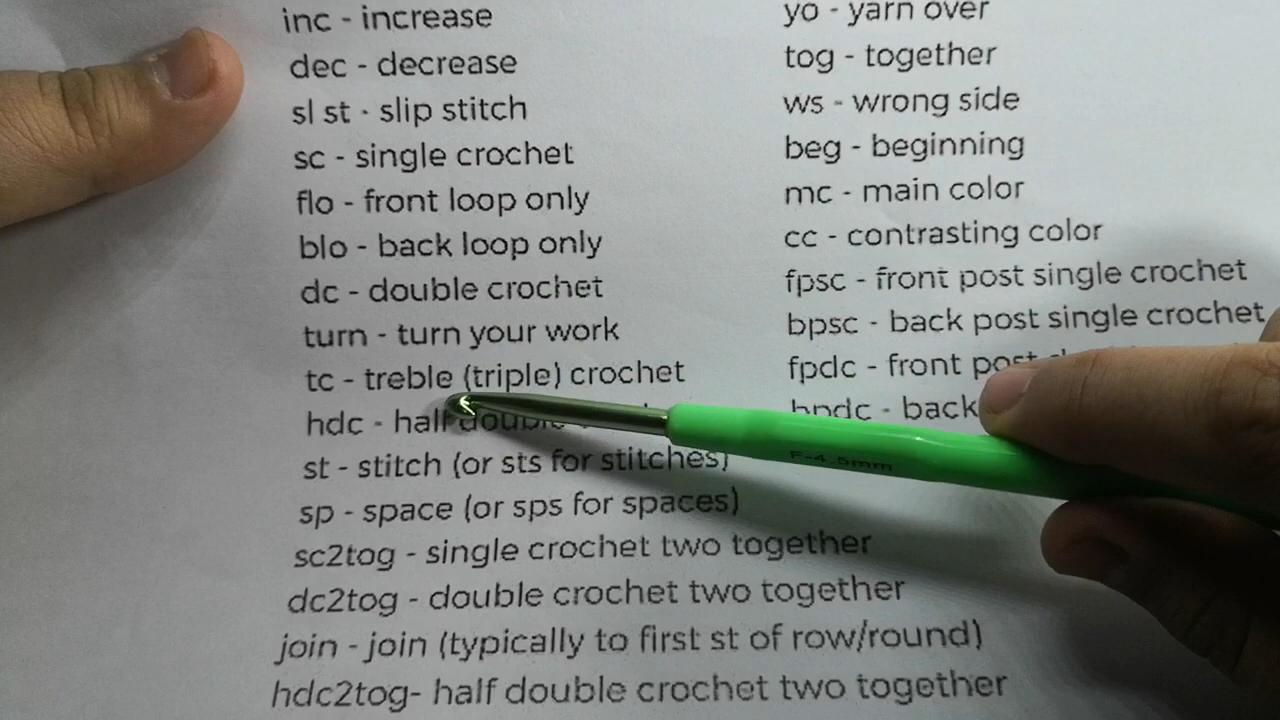 inc - increase
dec - decrease
sl st - slip stitch
sc - single crochet
flo - front loop only
blo - back loop only
dc - double crochet
turn - turn your work
tc - treble (triple) crochet
hdc - half double
st - stitch (or sts for stitches)
sp - space (or sps for spaces)
sc2tog - single crochet two together
dc2tog - double crochet two together
join - join (typically to first st of row/round)
hdc2tog- half double crochet two together
yo - yarn over
tog - together
ws - wrong side
beg - beginning
mc - main color
cc - contrasting color
fpsc - front post single crochet
bpsc - back post single crochet
fpdc - front post
bpdc - back
F-4.5mm